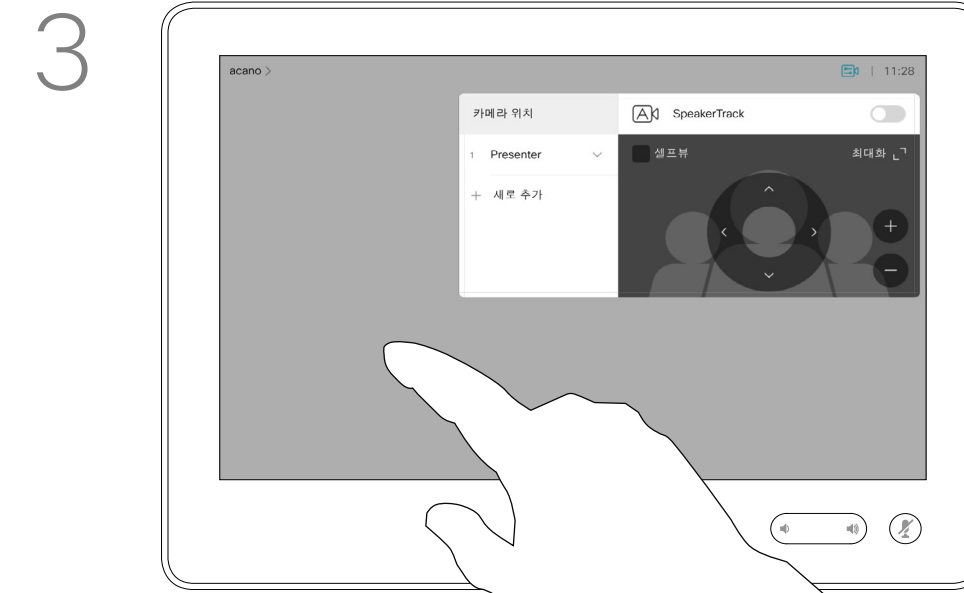 3
acano >
11:28
카메라 위치
SpeakerTrack
1 Presenter
셀프뷰
최대화
+ 새로 추가